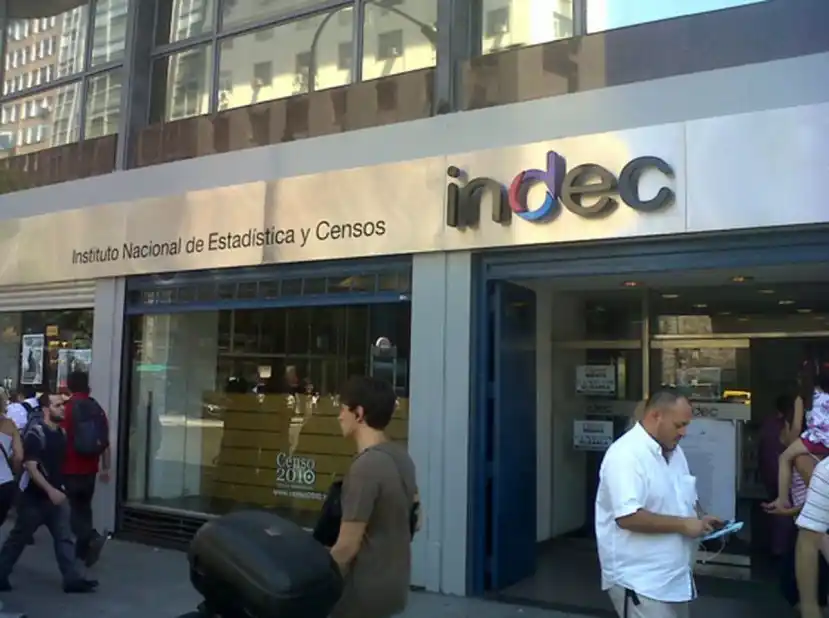 indec
Instituto Nacional de Estadística y Censos
Censo
2010